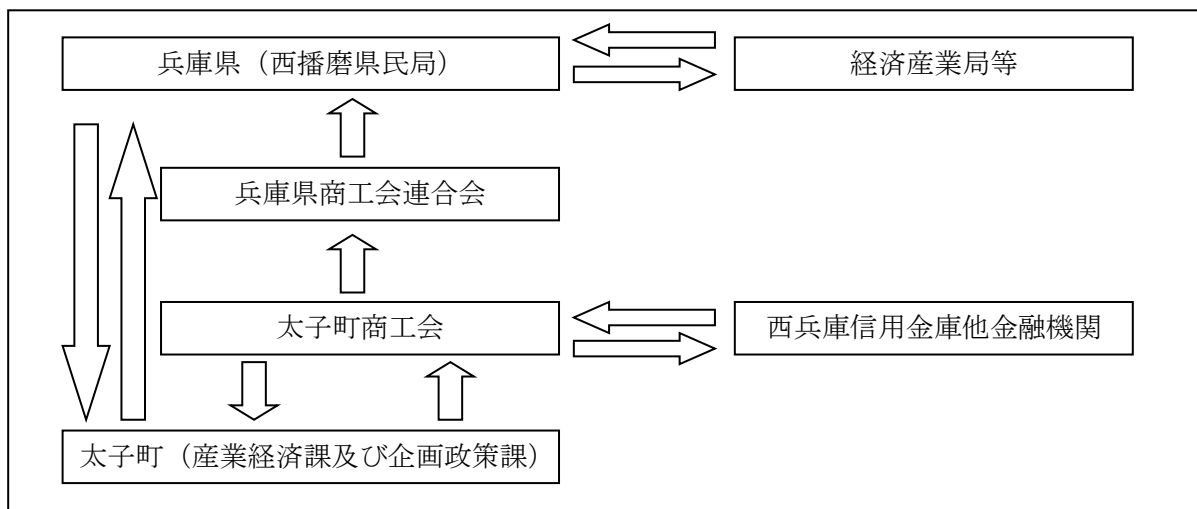 兵庫県（西播磨県民局）
経済産業局等
兵庫県商工会連合会
太子町商工会
西兵庫信用金庫他金融機関
太子町（産業経済課及び企画政策課）